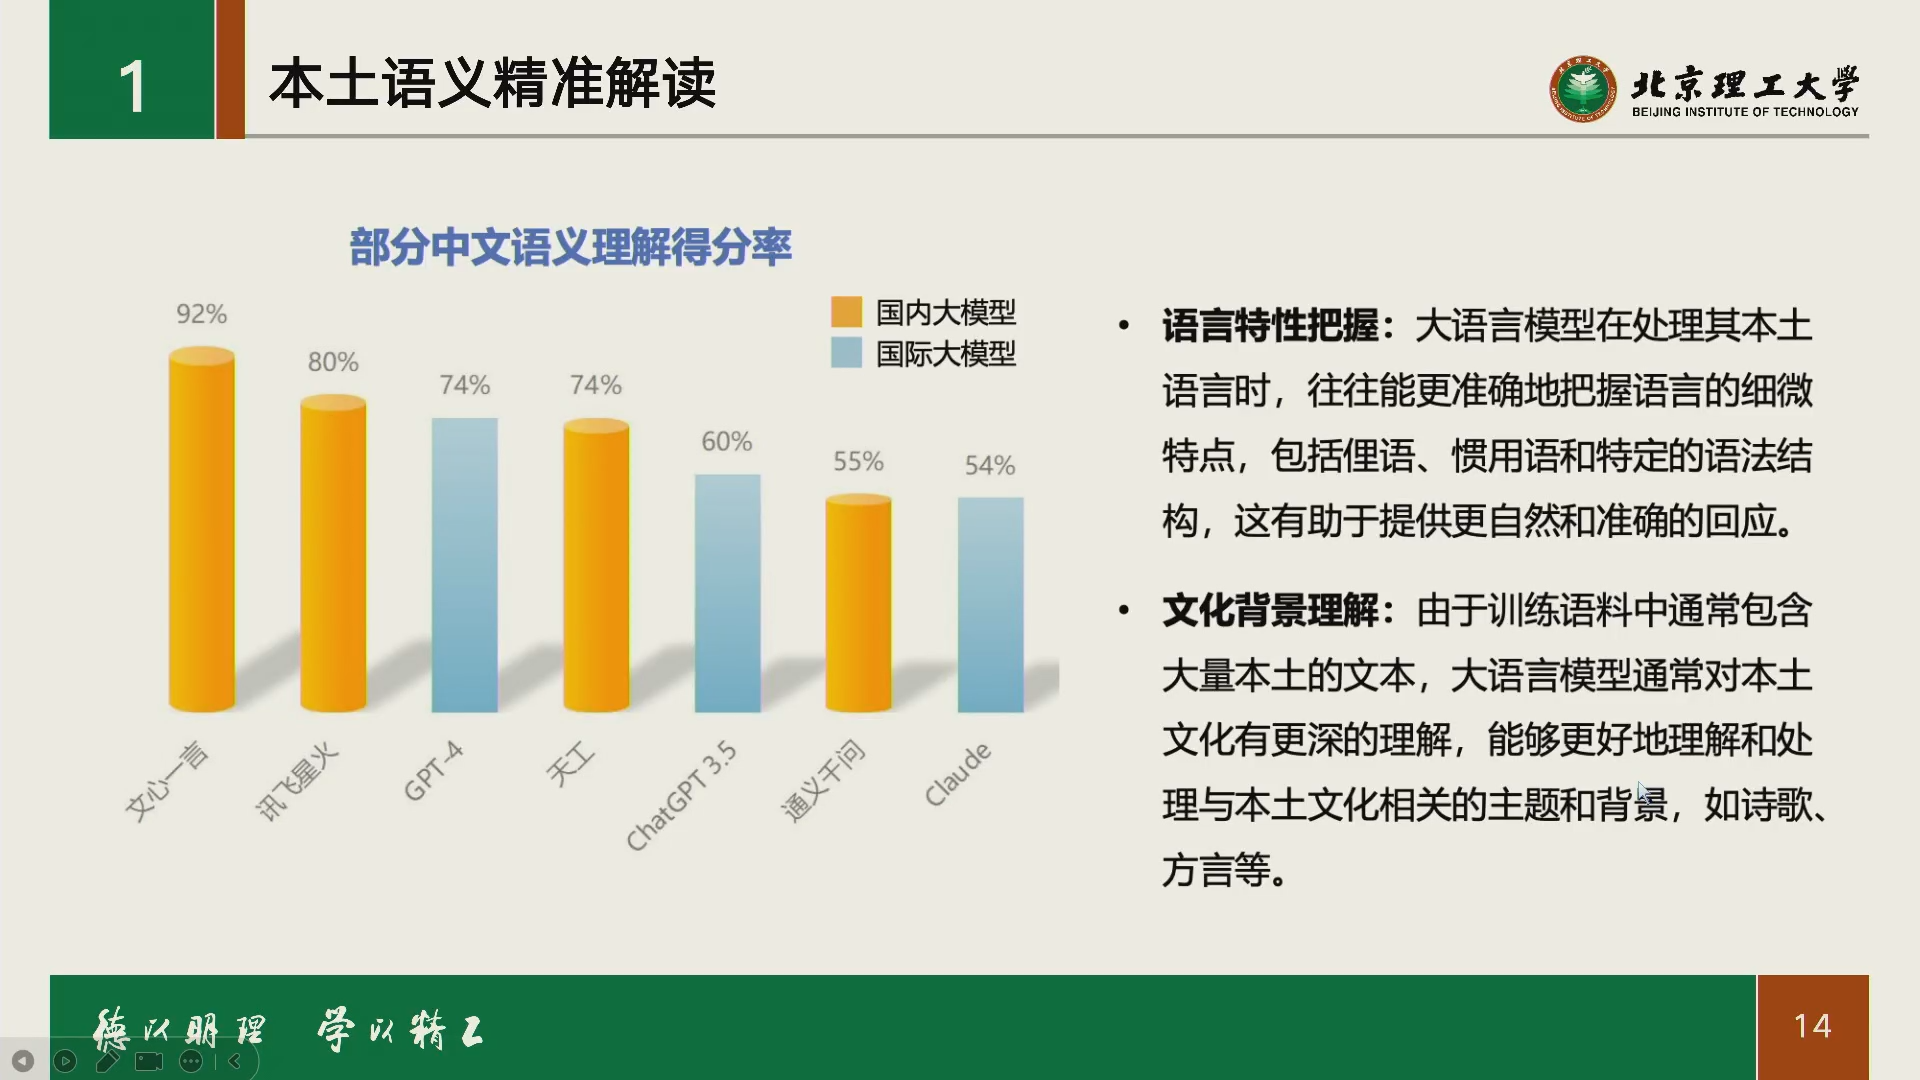 1
本土语义精准解读
北京理工大学
BEIJING INSTITUTE OF TECHNOLOGY
部分中文语义理解得分率
国内大模型
国际大模型
92%
80%
74%
74%
60%
55%
54%
文心一言
讯飞星火
GPT-4
天工
ChatGPT 3.5
通义千问
Claude
• 语言特性把握：大语言模型在处理其本土
语言时，往往能更准确地把握语言的细微
特点，包括俚语、惯用语和特定的语法结
构，这有助于提供更自然和准确的回应。
• 文化背景理解：由于训练语料中通常包含
大量本土的文本，大语言模型通常对本土
文化有更深的理解，能够更好地理解和处
理与本土文化相关的主题和背景，如诗歌、
方言等。
德以明理 学以精工
14